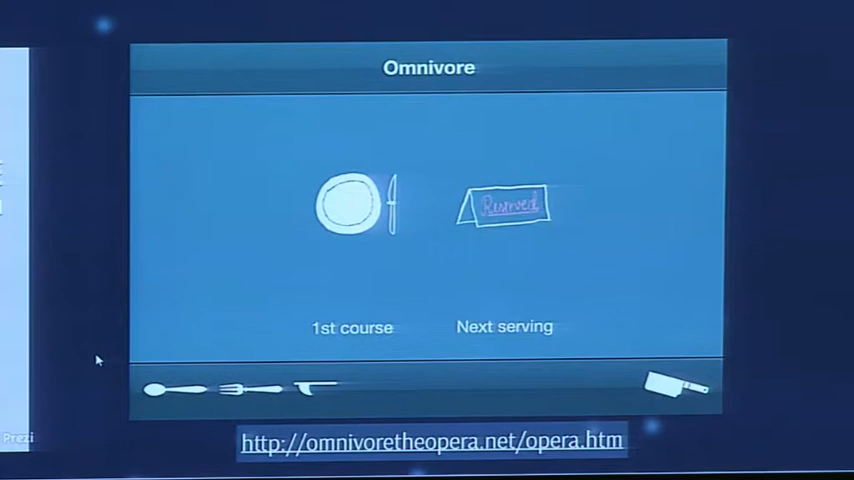 Omnivore
Reserved
1st course
Next serving
Prezi
http://omnivoretheopera.net/opera.htm